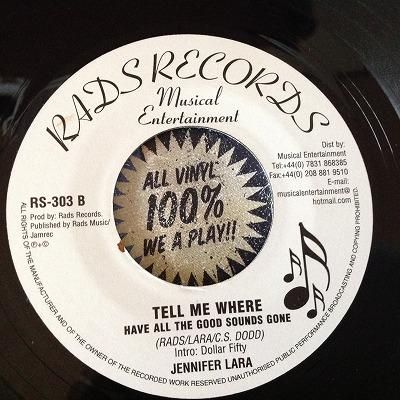 RADS RECORDS
Musical
Entertainment
ALL VINYL
100%
WE A PLAY!!
RS-303 B
Prod by: Rads Records.
Published by Rads Music/
Jamrec
Dist by:
Musical Entertainment
Tel:+44(0) 7831 868385
Fax:+44(0) 208 881 9510
E-mail:
musicalentertainment@
hotmail.com
TELL ME WHERE
HAVE ALL THE GOOD SOUNDS GONE
(RADS/LARA/C.S. DODD)
Intro: Dollar Fifty
JENNIFER LARA
ALL RIGHTS OF THE MANUFACTURER AND OF THE OWNER OF THE RECORDED WORK RESERVED UNAUTHORISED PUBLIC PERFORMANCE BROADCASTING AND COPYING PROHIBITED.